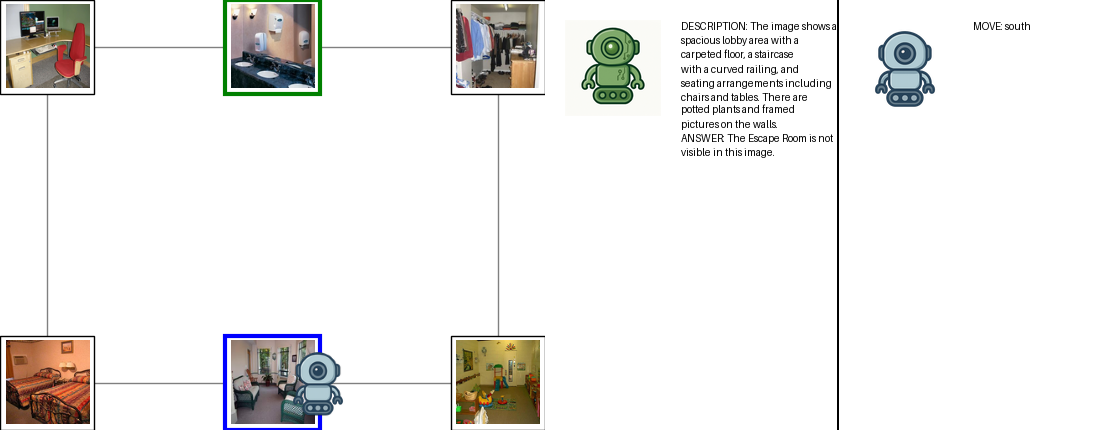 DESCRIPTION: The image shows a
spacious lobby area with a
carpeted floor, a staircase
with a curved railing, and
seating arrangements including
chairs and tables. There are
potted plants and framed
pictures on the walls.
ANSWER: The Escape Room is not
visible in this image.
MOVE: south